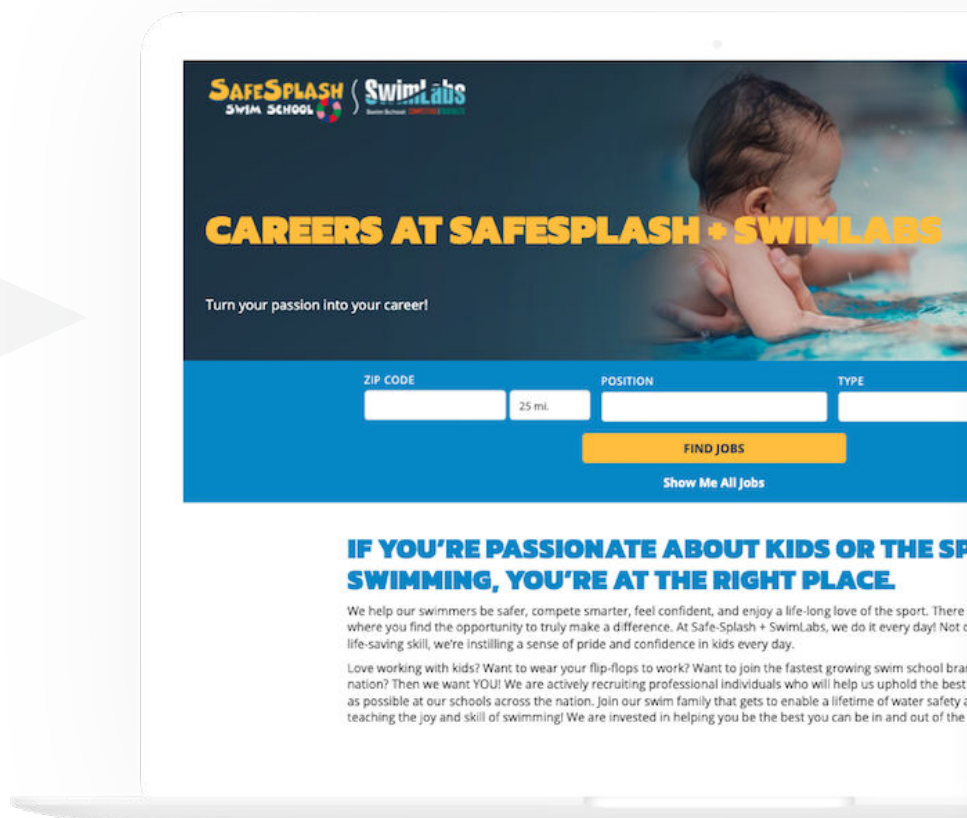 SAFESPLASH
SWIM SCHOOL
SwimLabs
Swim School
CAREERS AT SAFESPLASH + SWIMLABS
Turn your passion into your career!
ZIP CODE
POSITION
TYPE
25 mi.
FIND JOBS
Show Me All Jobs
IF YOU'RE PASSIONATE ABOUT KIDS OR THE SP
SWIMMING, YOU'RE AT THE RIGHT PLACE.
We help our swimmers be safer, compete smarter, feel confident, and enjoy a life-long love of the sport. There
where you find the opportunity to truly make a difference. At Safe-Splash + SwimLabs, we do it every day! Not
life-saving skill, we're instilling a sense of pride and confidence in kids every day.
Love working with kids? Want to wear your flip-flops to work? Want to join the fastest growing swim school
nation? Then we want YOU! We are actively recruiting professional individuals who will help us uphold the best
as possible at our schools across the nation. Join our swim family that gets to enable a lifetime of water safety
teaching the joy and skill of swimming! We are invested in helping you be the best you can be in and out of the